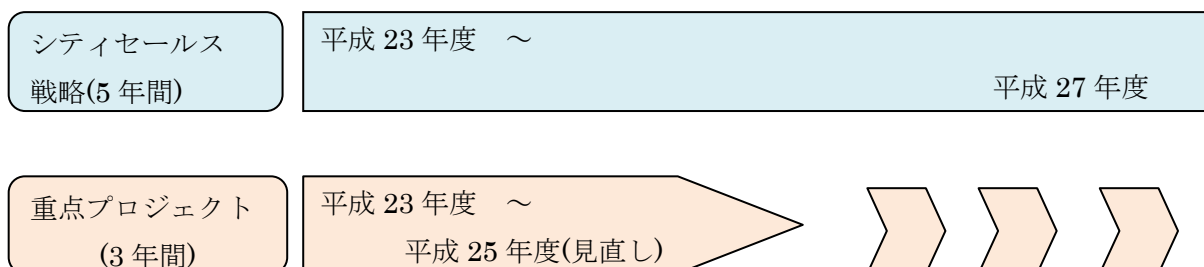 シティセールス
戦略(5 年間)
平成 23 年度　～
平成 27 年度
重点プロジェクト
(3 年間)
平成 23 年度　～
平成 25 年度(見直し)